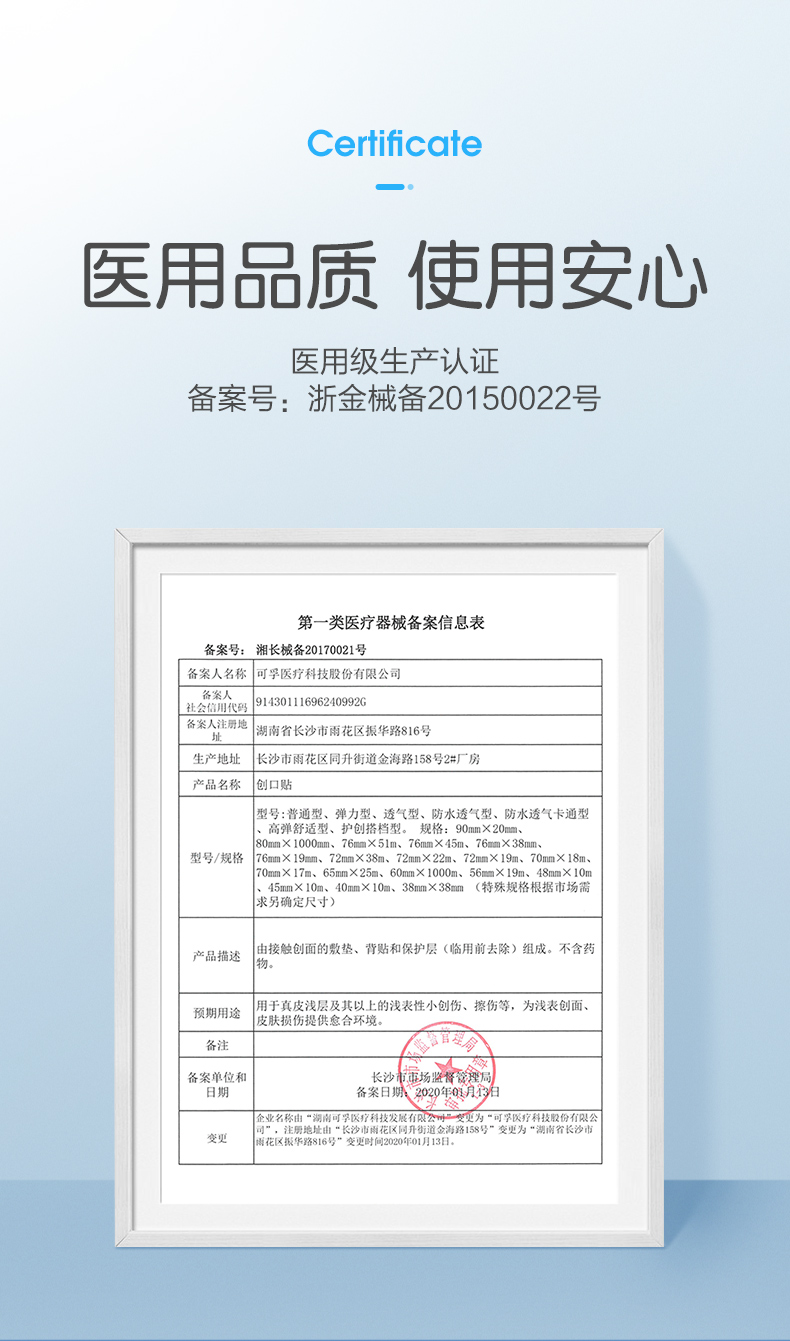 Certificate
医用品质 使用安心
医用级生产认证
备案号：浙金械备20150022号
第一类医疗器械备案信息表
备案号： 湘长械备20170021号
备案人名称 可孚医疗科技股份有限公司
备案人
社会信用代码 91430111696240992G
备案人注册地
址 湖南省长沙市雨花区振华路816号
生产地址 长沙市雨花区同升街道金海路158号2#厂房
产品名称 创口贴
型号/规格
型号:普通型、弹力型、透气型、防水透气型、防水透气卡通型
、高弹舒适型、护创搭档型。 规格：90mm×20mm、
80mm×1000mm、76mm×51m、76mm×45m、76mm×38mm、
76mm×19mm、72mm×38m、72mm×22m、72mm×19m、70mm×18m、
70mm×17m、65mm×25m、60mm×1000m、56mm×19m、48mm×10m
、45mm×10m、40mm×10m、38mm×38mm （特殊规格根据市场需
求另确定尺寸）
产品描述
由接触创面的敷垫、背贴和保护层（临用前去除）组成。不含药
物。
预期用途
用于真皮浅层及其以上的浅表性小创伤、擦伤等，为浅表创面、
皮肤损伤提供愈合环境。
备注
备案单位和
日期
长沙市市场监督管理局
备案日期：2020年01月13日
变更
企业名称由“湖南可孚医疗科技发展有限公司”变更为“可孚医疗科技股份有限公
司”，注册地址由“长沙市雨花区同升街道金海路158号”变更为“湖南省长沙市
雨花区振华路816号”变更时间2020年01月13日。